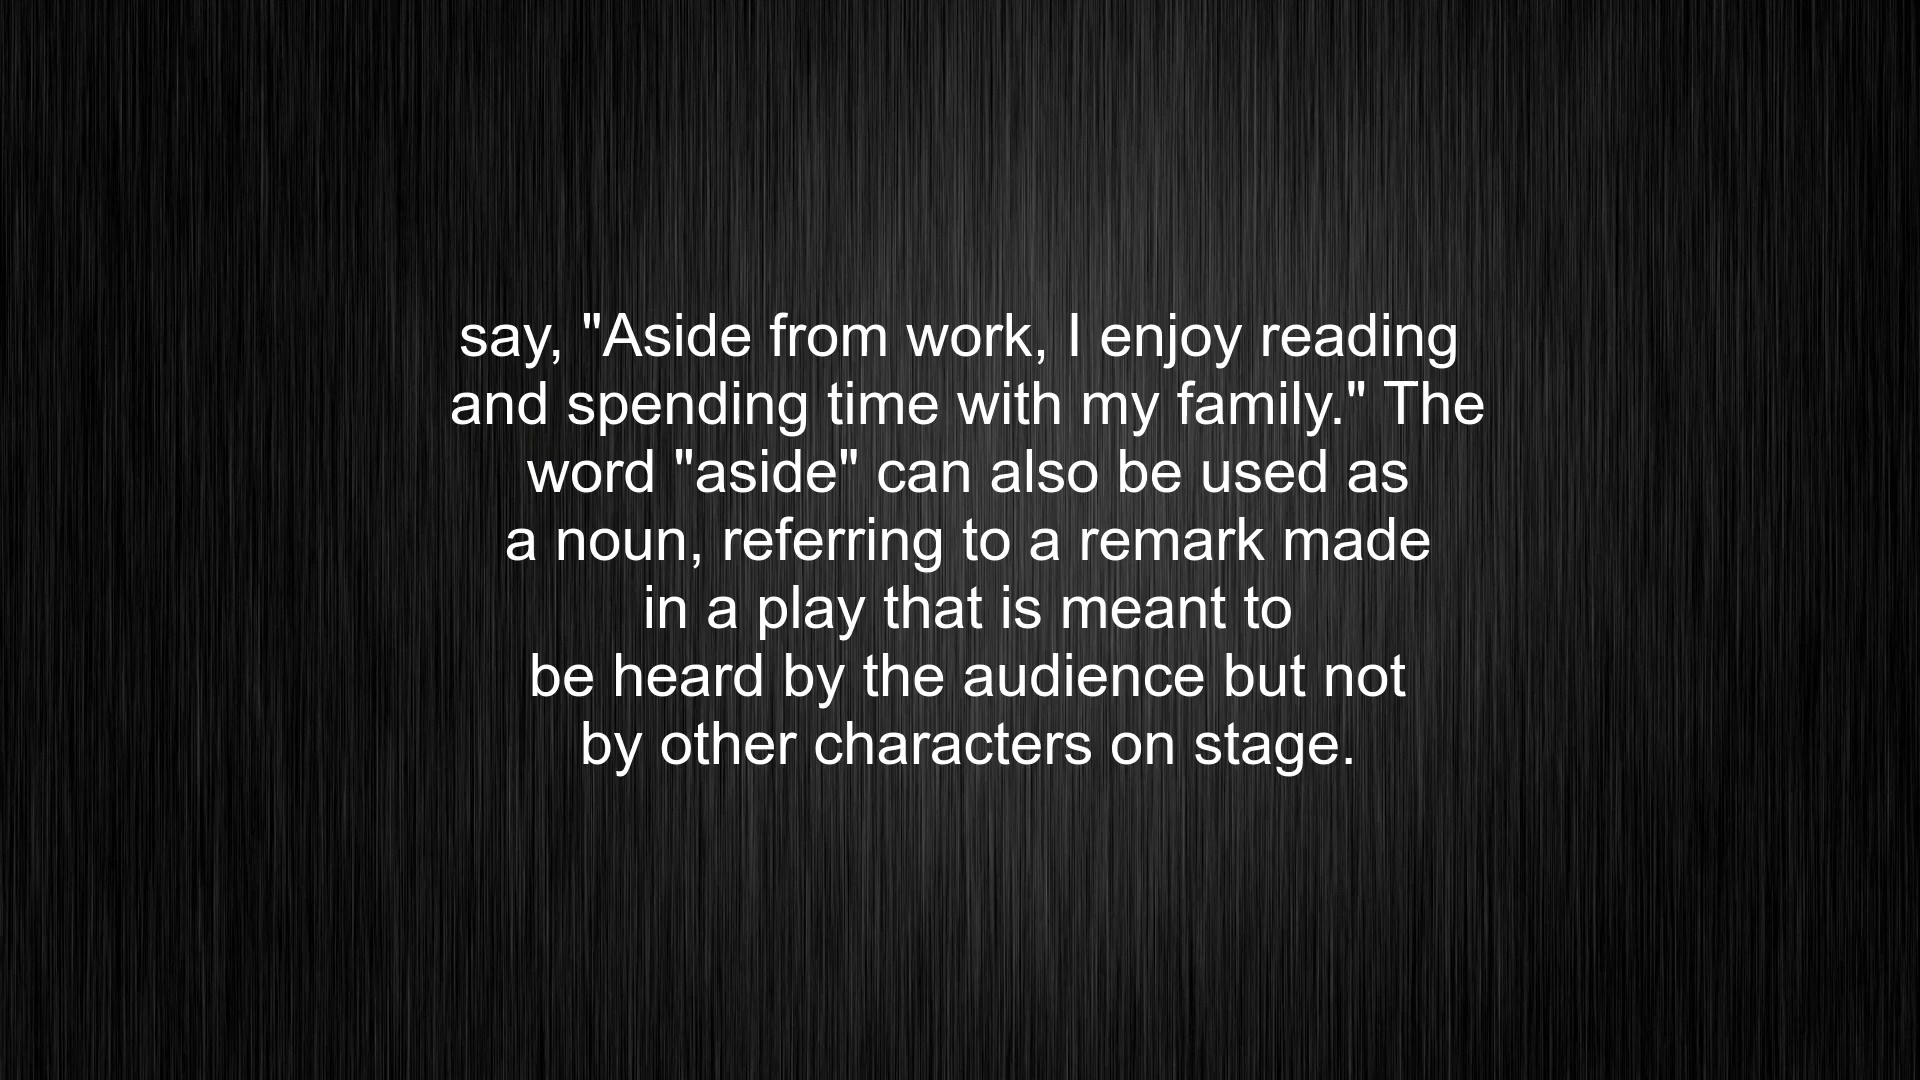 say, "Aside from work, I enjoy reading
and spending time with my family." The
word "aside" can also be used as
a noun, referring to a remark made
in a play that is meant to
be heard by the audience but not
by other characters on stage.